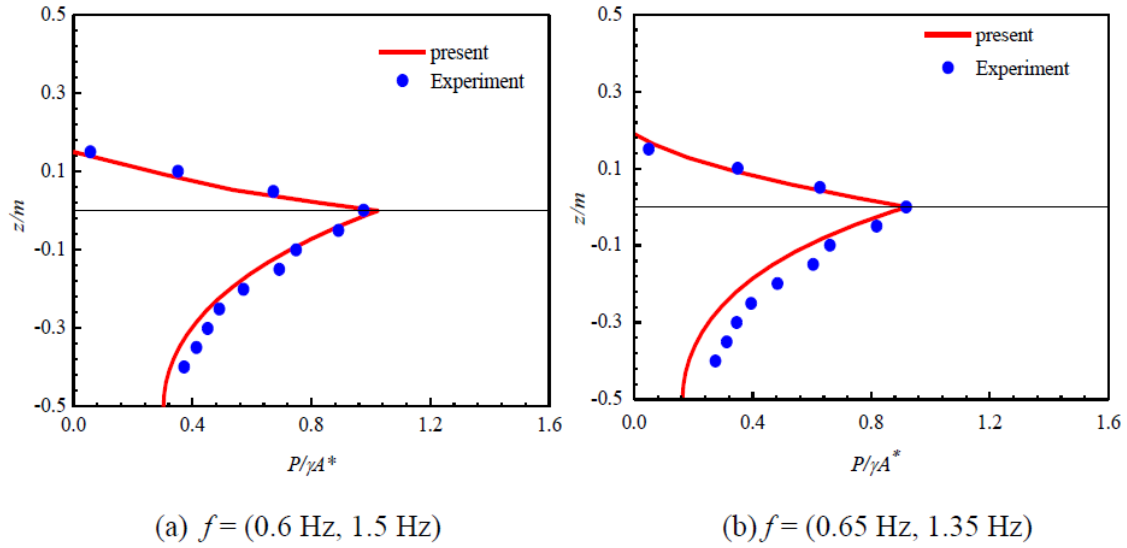 0.5
0.3
0.1
-0.1
-0.3
-0.5
z/m
present
Experiment
0.0 0.4 0.8 1.2 1.6
P/γA*
(a) f = (0.6 Hz, 1.5 Hz)
0.5
0.3
0.1
-0.1
-0.3
-0.5
z/m
present
Experiment
0.0 0.4 0.8 1.2 1.6
P/γA*
(b) f = (0.65 Hz, 1.35 Hz)